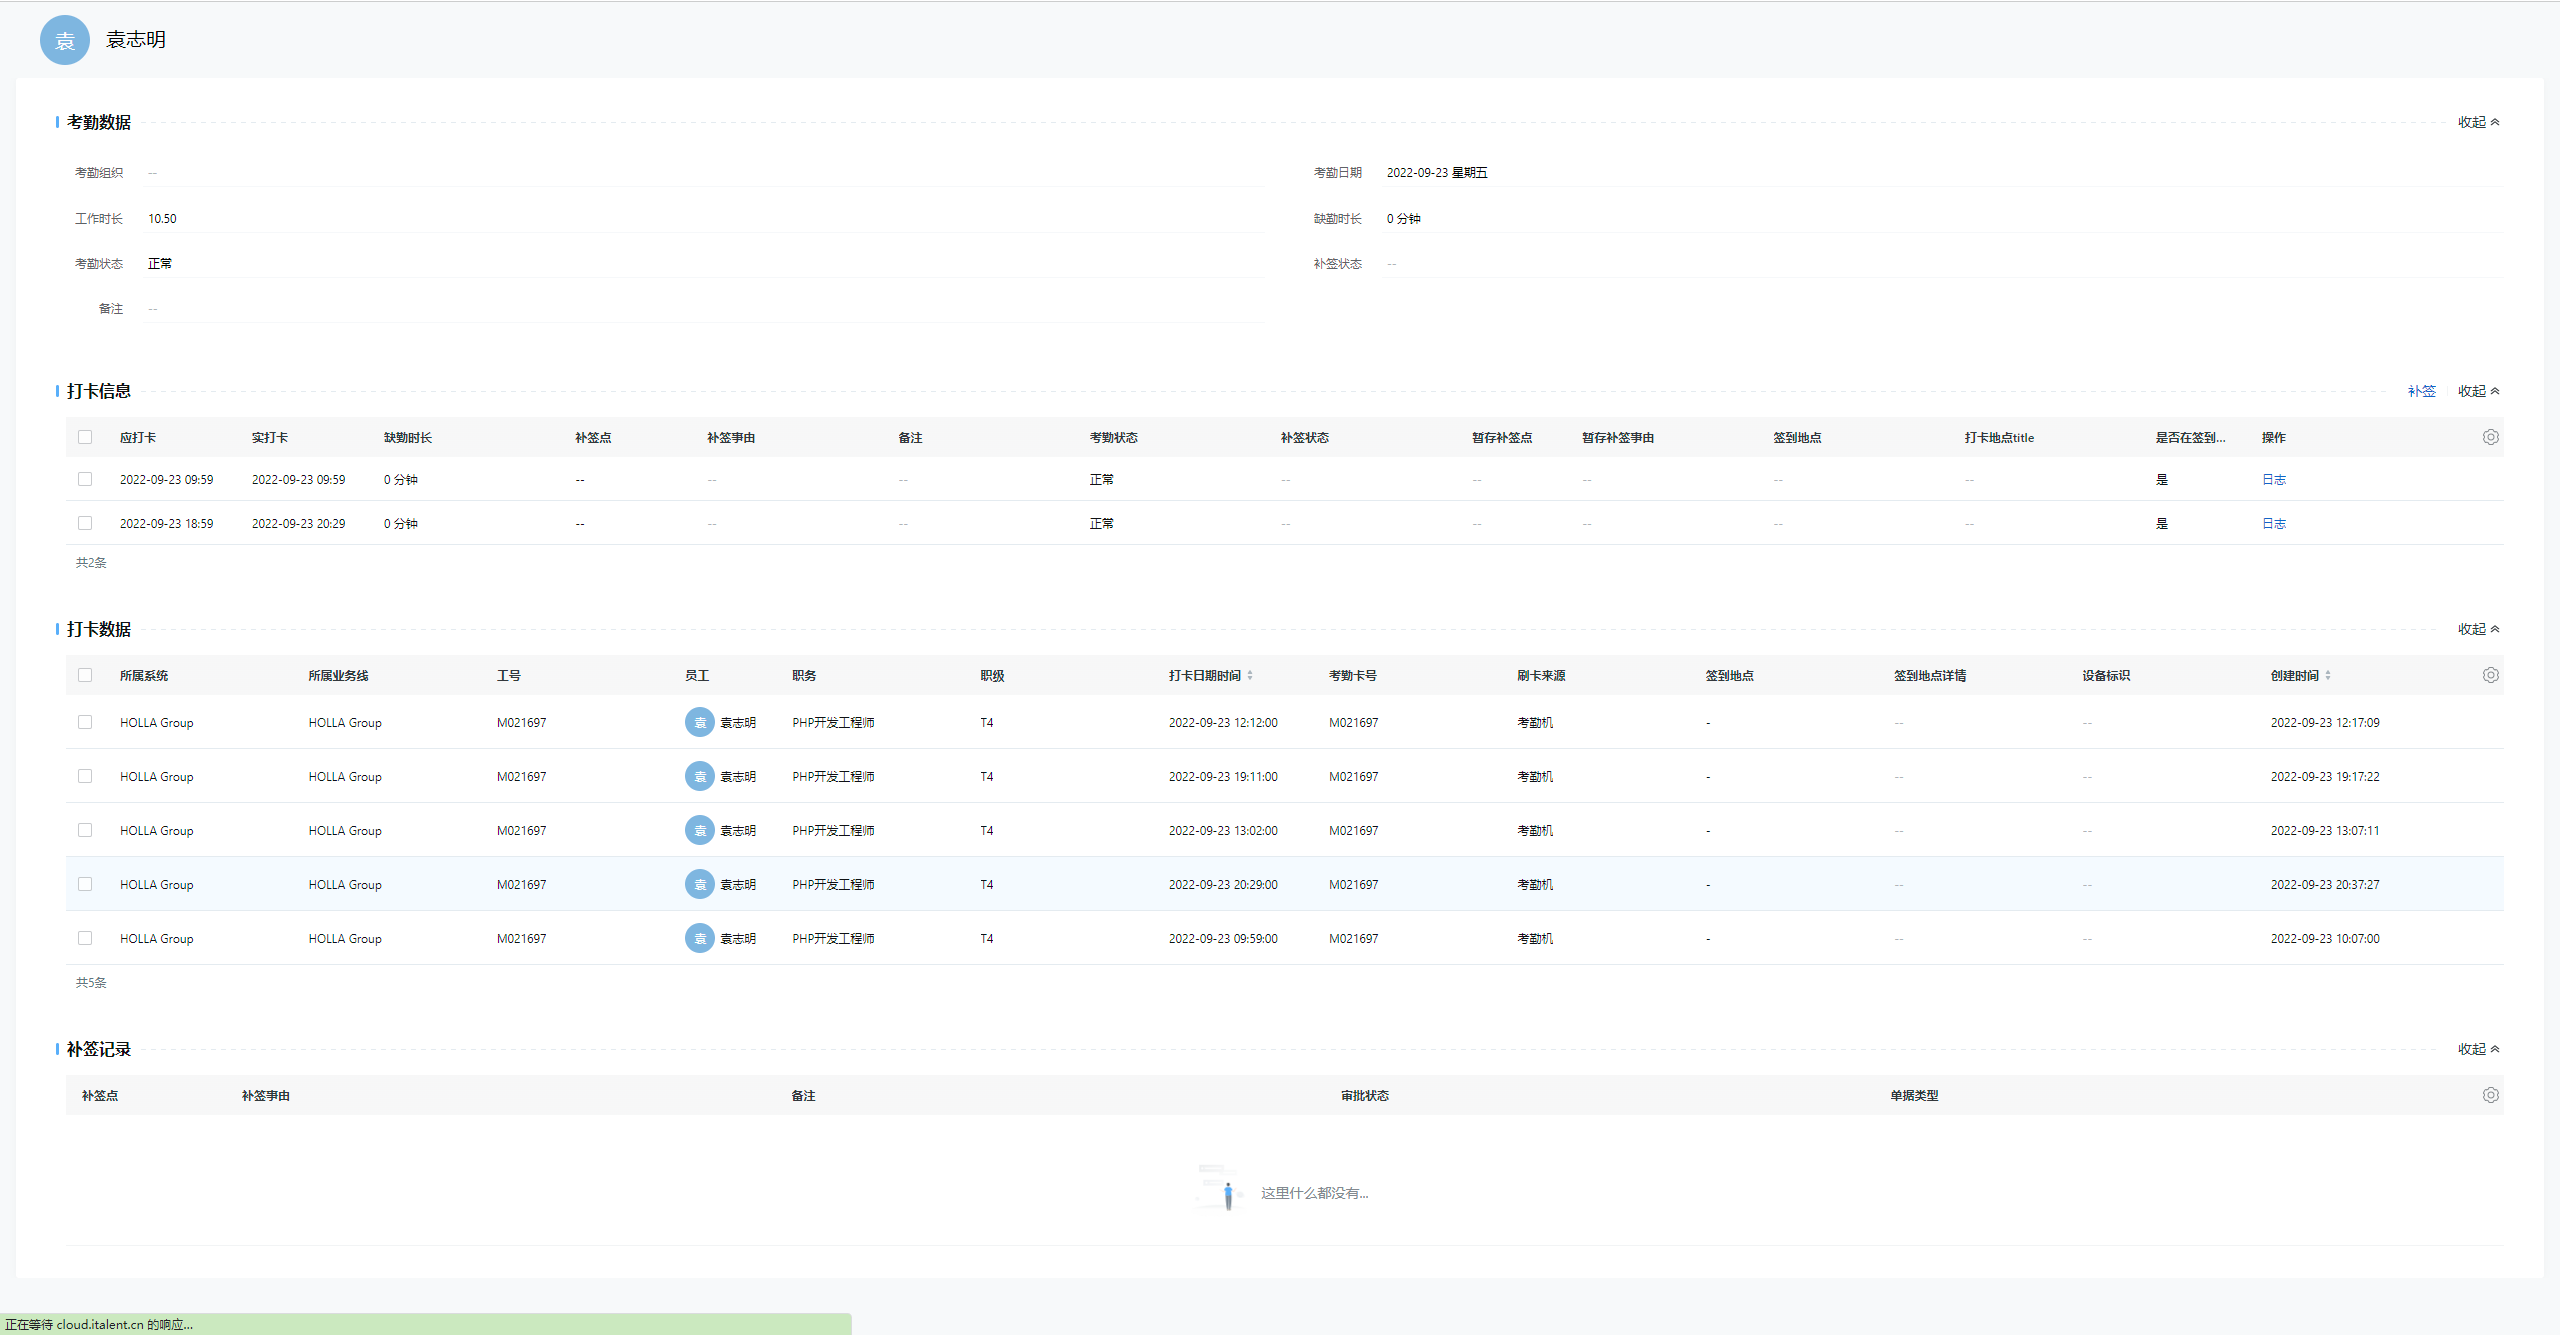 袁 袁志明
考勤数据 收起
考勤组织 -- 考勤日期 2022-09-23 星期五
工作时长 10.50 缺勤时长 0 分钟
考勤状态 正常 补签状态 --
备注 --
打卡信息 补签 收起
应打卡 实打卡 缺勤时长 补签点 补签事由 备注 考勤状态 补签状态 暂存补签点 暂存补签事由 签到地点 打卡地点title 是否在签到... 操作
2022-09-23 09:59 2022-09-23 09:59 0 分钟 -- -- -- 正常 -- -- -- -- -- 是 日志
2022-09-23 18:59 2022-09-23 20:29 0 分钟 -- -- -- 正常 -- -- -- -- -- 是 日志
共2条
打卡数据 收起
所属系统 所属业务线 工号 员工 职务 职级 打卡日期时间 考勤卡号 刷卡来源 签到地点 签到地点详情 设备标识 创建时间
HOLLA Group HOLLA Group M021697 袁 袁志明 PHP开发工程师 T4 2022-09-23 12:12:00 M021697 考勤机 - -- -- 2022-09-23 12:17:09
HOLLA Group HOLLA Group M021697 袁 袁志明 PHP开发工程师 T4 2022-09-23 19:11:00 M021697 考勤机 - -- -- 2022-09-23 19:17:22
HOLLA Group HOLLA Group M021697 袁 袁志明 PHP开发工程师 T4 2022-09-23 13:02:00 M021697 考勤机 - -- -- 2022-09-23 13:07:11
HOLLA Group HOLLA Group M021697 袁 袁志明 PHP开发工程师 T4 2022-09-23 20:29:00 M021697 考勤机 - -- -- 2022-09-23 20:37:27
HOLLA Group HOLLA Group M021697 袁 袁志明 PHP开发工程师 T4 2022-09-23 09:59:00 M021697 考勤机 - -- -- 2022-09-23 10:07:00
共5条
补签记录 收起
补签点 补签事由 备注 审批状态 单据类型
这里什么都没有...
正在等待 cloud.italent.cn 的响应...